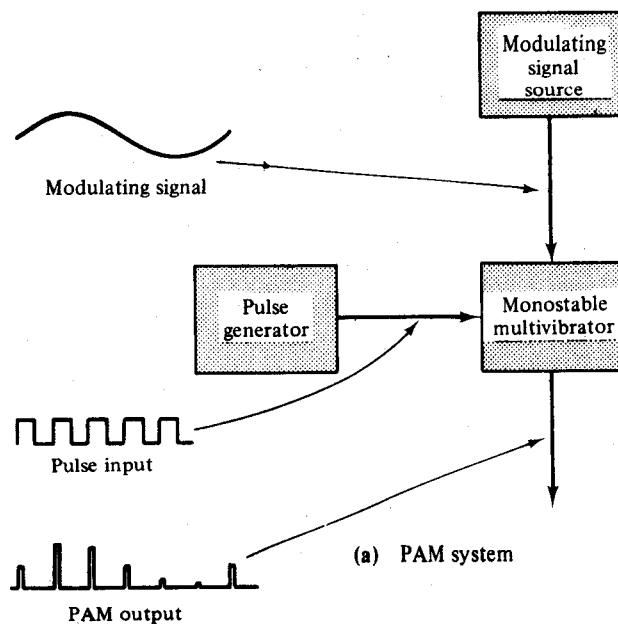 Modulating
signal
source
Modulating signal
Pulse
generator
Monostable
multivibrator
Pulse input
(a) PAM system
PAM output